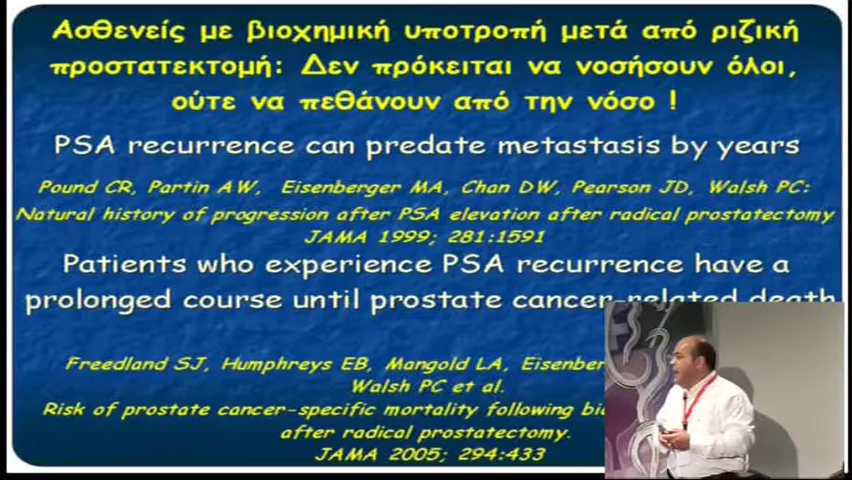 Ασθενείς με βιοχημική υποτροπή μετά από ριζική
προστατεκτομή: Δεν πρόκειται να νοσήσουν όλοι,
ούτε να πεθάνουν από την νόσο !
PSA recurrence can predate metastasis by years
Pound CR, Partin AW, Eisenberger MA, Chan DW, Pearson JD, Walsh PC:
Natural history of progression after PSA elevation after radical prostatectomy
JAMA 1999; 281:1591
Patients who experience PSA recurrence have a
prolonged course until prostate cancer-related death
Freedland SJ, Humphreys EB, Mangold LA,
Walsh PC et al.
Risk of prostate cancer-specific mortality following
after radical prostatectomy.
JAMA 2005; 294:433